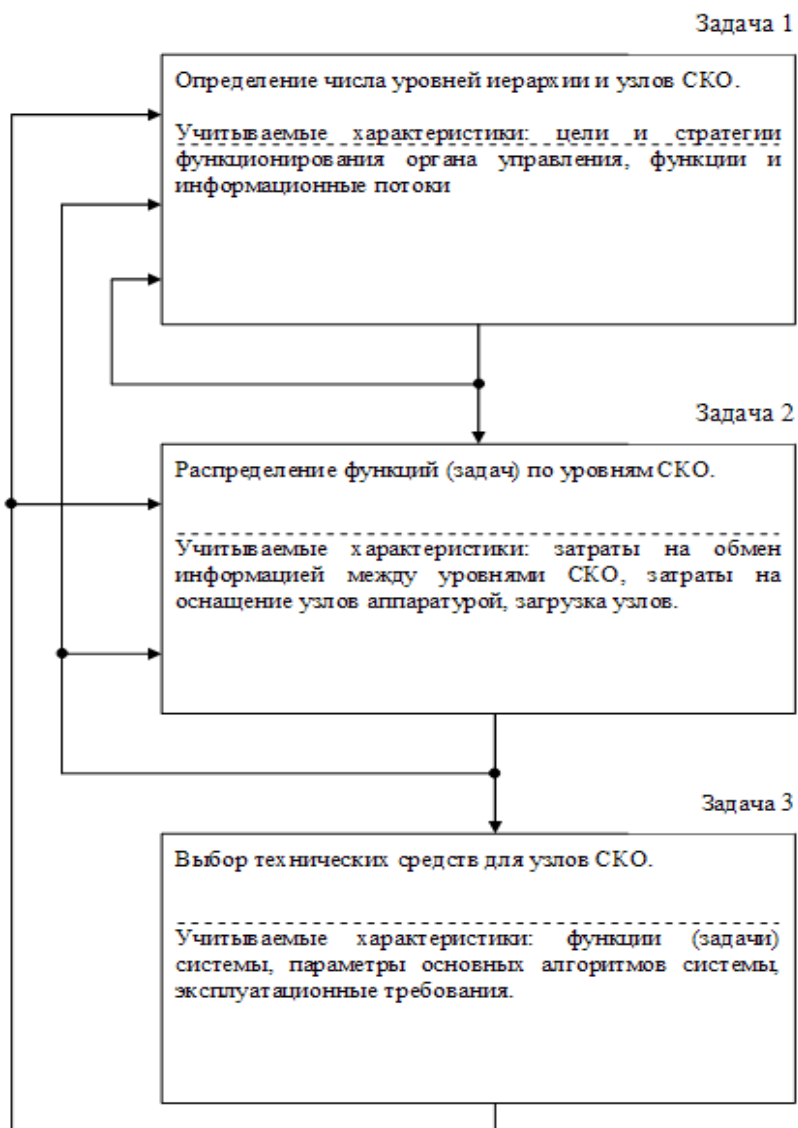 Задача 1
Определение числа уровней иерархии и узлов СКО.
Учитываемые характеристики: цели и стратегии
функционирования органа управления, функции и
информационные потоки
Задача 2
Распределение функций (задач) по уровням СКО.
Учитываемые характеристики: затраты на обмен
информацией между уровнями СКО, затраты на
оснащение узлов аппаратурой, загрузка узлов.
Задача 3
Выбор технических средств для узлов СКО.
Учитываемые характеристики: функции (задачи)
системы, параметры основных алгоритмов системы,
эксплуатационные требования.